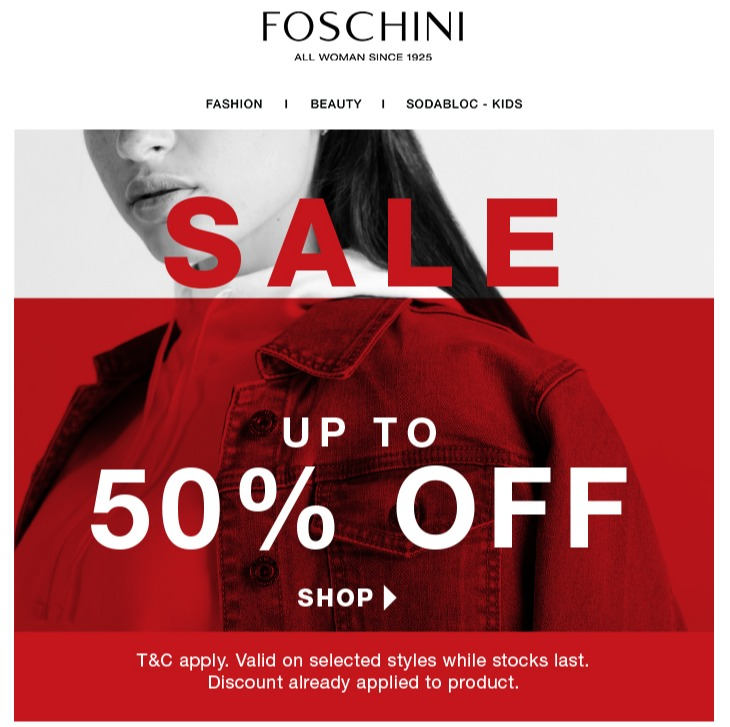 FOSCHINI
ALL WOMAN SINCE 1925
FASHION I BEAUTY I SODABLOC - KIDS
SALE
UP TO
50% OFF
SHOP
T&C apply. Valid on selected styles while stocks last.
Discount already applied to product.